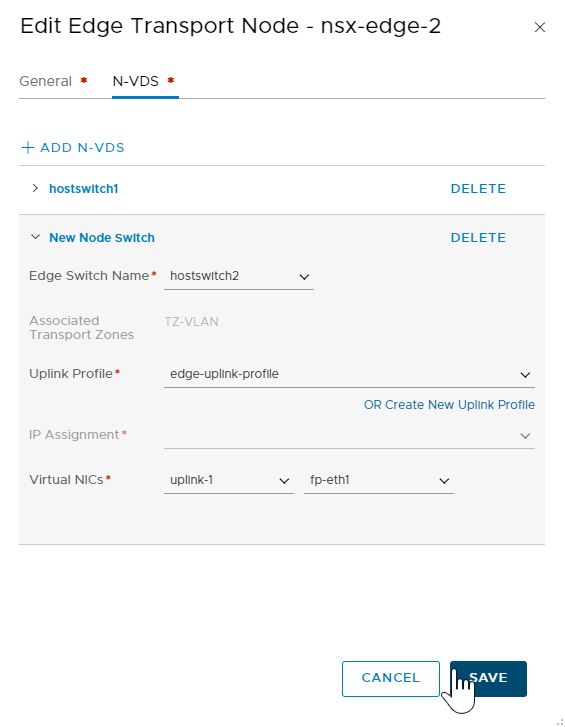 Edit Edge Transport Node - nsx-edge-2
General * N-VDS *
+ ADD N-VDS
hostswitch1 DELETE
New Node Switch DELETE
Edge Switch Name* hostswitch2
Associated TZ-VLAN
Transport Zones
Uplink Profile* edge-uplink-profile
OR Create New Uplink Profile
IP Assignment*
Virtual NICs* uplink-1 fp-eth1
CANCEL SAVE